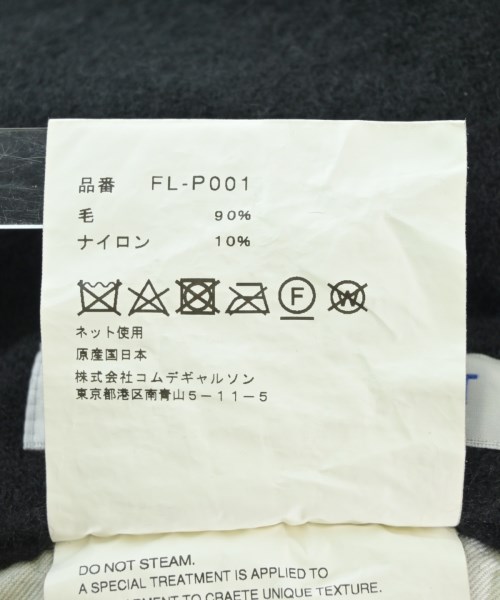 品番 FL-P001
毛 90%
ナイロン 10%
F W
ネット使用
原産国日本
株式会社コムデギャルソン
東京都港区南青山5-11-5
DO NOT STEAM.
A SPECIAL TREATMENT IS APPLIED TO
TO CRAETE UNIQUE TEXTURE.